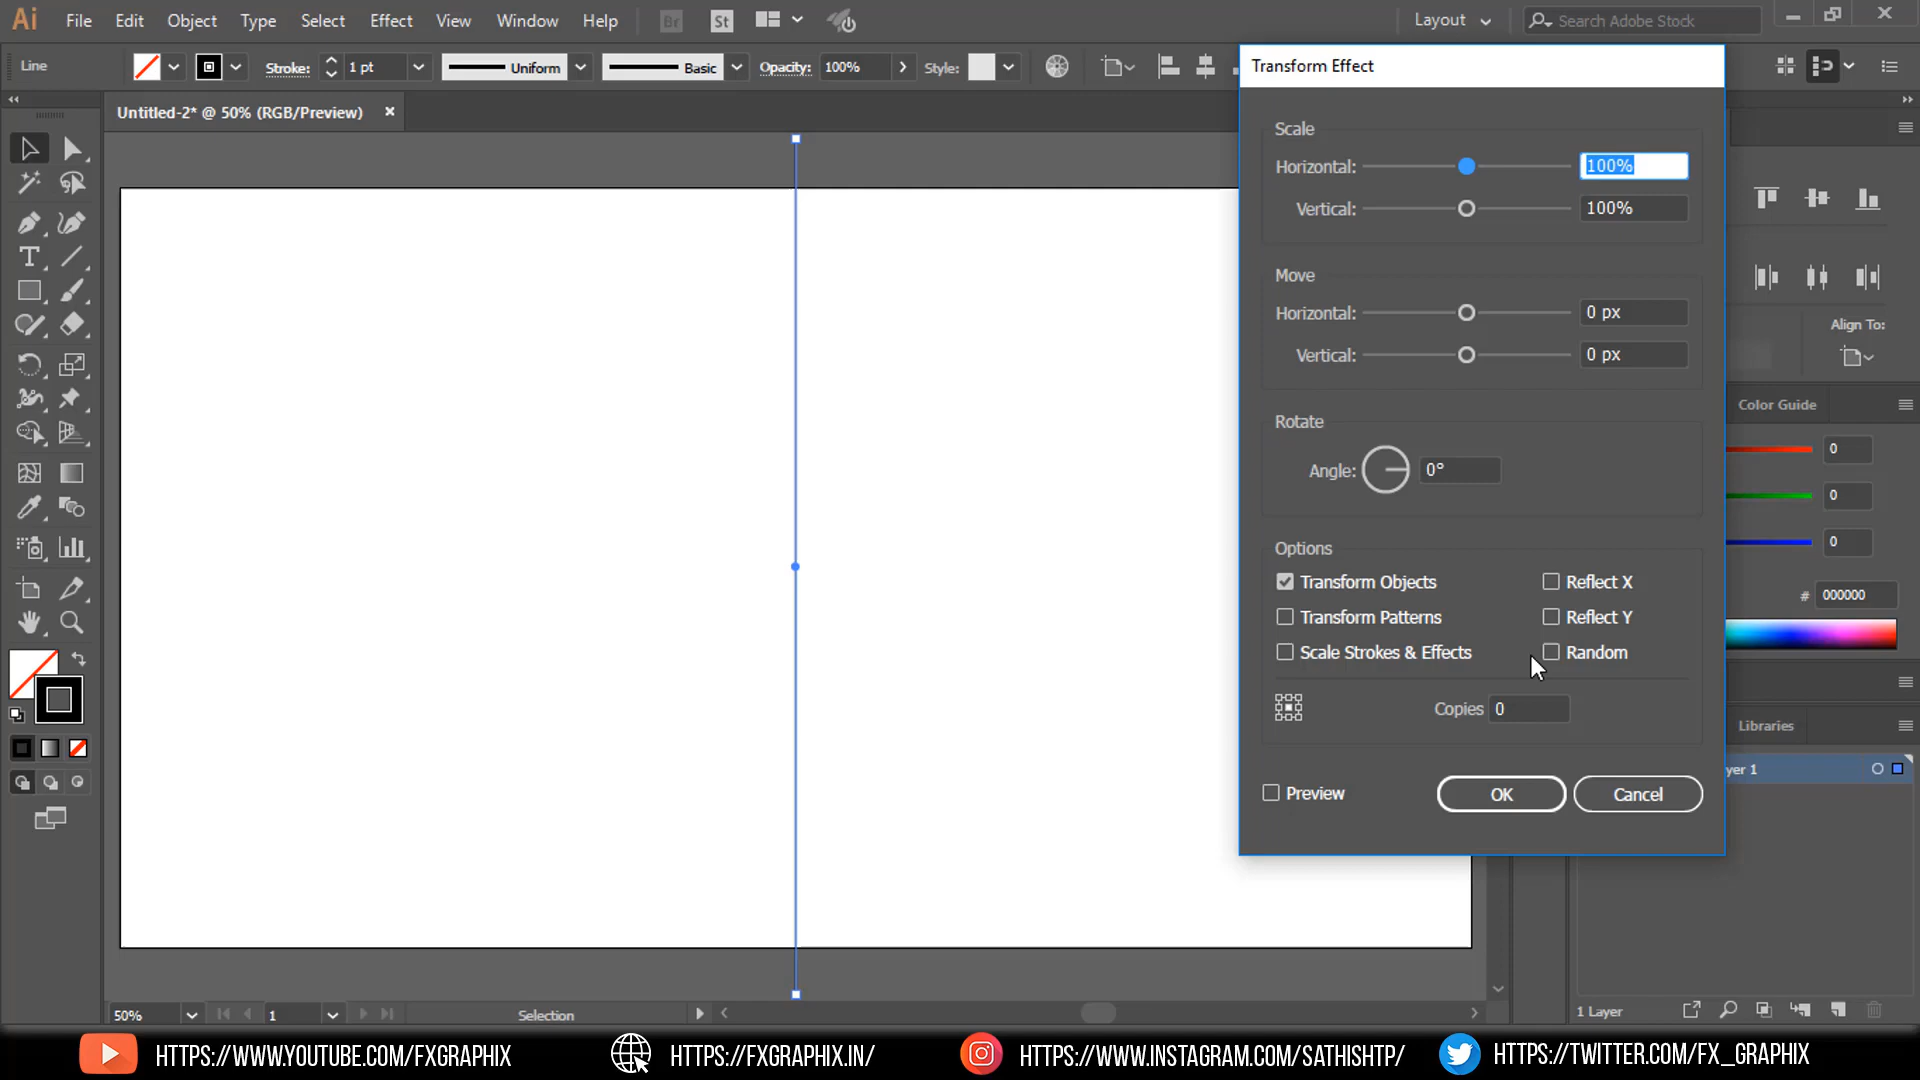 Ai File Edit Object Type Select Effect View Window Help Br St Layout Search Adobe Stock
Line Stroke: 1 pt Uniform Basic Opacity: 100% Style:
Untitled-2* @ 50% (RGB/Preview)
Transform Effect
Scale
Horizontal: 100%
Vertical: 100%
Move
Horizontal: 0 px
Vertical: 0 px
Rotate
Angle: 0°
Options
Transform Objects Reflect X
Transform Patterns Reflect Y
Scale Strokes & Effects Random
Copies 0
Preview OK Cancel
Align To:
Color Guide
0
0
0
# 000000
Libraries
yer 1
1 Layer
50% 1 Selection
HTTPS://WWW.YOUTUBE.COM/FXGRAPHIX HTTPS://FXGRAPHIX.IN/ HTTPS://WWW.INSTAGRAM.COM/SATHISHTP/ HTTPS://TWITTER.COM/FX_GRAPHIX